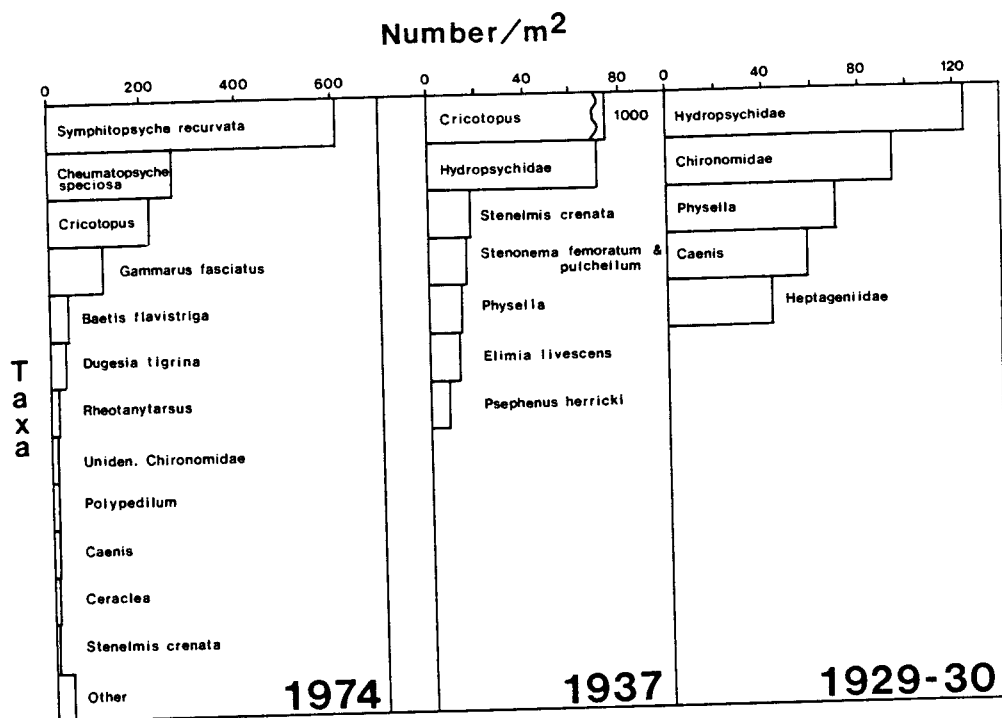 Number/m2
0 200 400 600
0 40 80
0 40 80 120
Taxa
Symphitopsyche recurvata
Cheumatopsyche
speciosa
Cricotopus
Gammarus fasciatus
Baetis flavistriga
Dugesia tigrina
Rheotanytarsus
Uniden. Chironomidae
Polypedilum
Caenis
Ceraclea
Stenelmis crenata
Other
1974
Cricotopus
1000
Hydropsychidae
Stenelmis crenata
Stenonema femoratum &
pulchellum
Physella
Elimia livescens
Psephenus herricki
1937
Hydropsychidae
Chironomidae
Physella
Caenis
Heptageniidae
1929-30